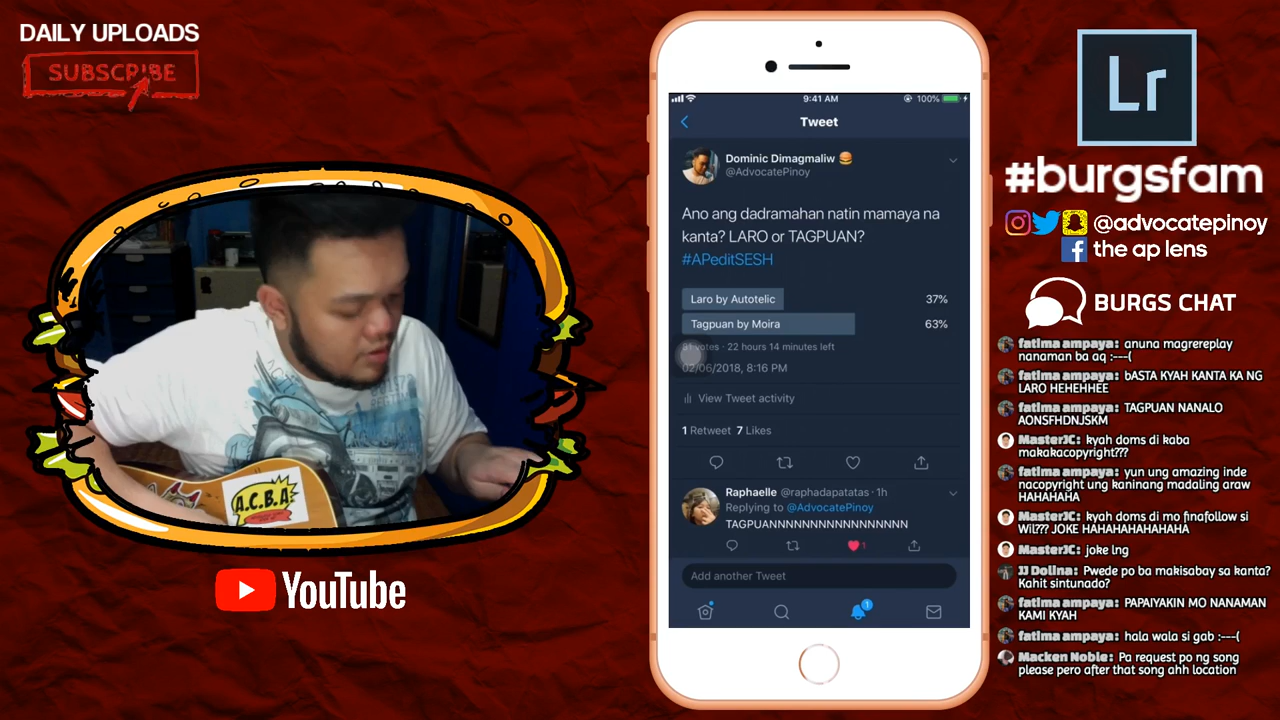 DAILY UPLOADS
SUBSCRIBE
A.C.B.A
YouTube
9:41 AM
100%
Tweet
Dominic Dimagmaliw
@AdvocatePinoy
Ano ang dadramahan natin mamaya na
kanta? LARO or TAGPUAN?
#APeditSESH
Laro by Autotelic 37%
Tagpuan by Moira 63%
votes · 22 hours 14 minutes left
02/06/2018, 8:16 PM
View Tweet activity
1 Retweet 7 Likes
Raphaelle @raphadapatatas · 1h
Replying to @AdvocatePinoy
TAGPUANNNNNNNNNNNNNNNNNN
1
Add another Tweet
1
Lr
#burgsfam
@advocatepinoy
the ap lens
BURGS CHAT
fatima ampaya: anuna magrereplay
nanaman ba aq :---(
fatima ampaya: bASTA KYAH KANTA KA NG
LARO HEHEHHEE
fatima ampaya: TAGPUAN NANALO
AONSFHDNJSKM
MasterJC: kyah doms di kaba
makakacopyright???
fatima ampaya: yun ung amazing inde
nacopyright ung kaninang madaling araw
HAHAHAHA
MasterJC: kyah doms di mo finafollow si
Wil??? JOKE HAHAHAHAHAHAHA
MasterJC: joke lng
JJ Dolina: Pwede po ba makisabay sa kanta?
Kahit sintunado?
fatima ampaya: PAPAIYAKIN MO NANAMAN
KAMI KYAH
fatima ampaya: hala wala si gab :---(
Macken Noble: Pa request po ng song
please pero after that song ahh location